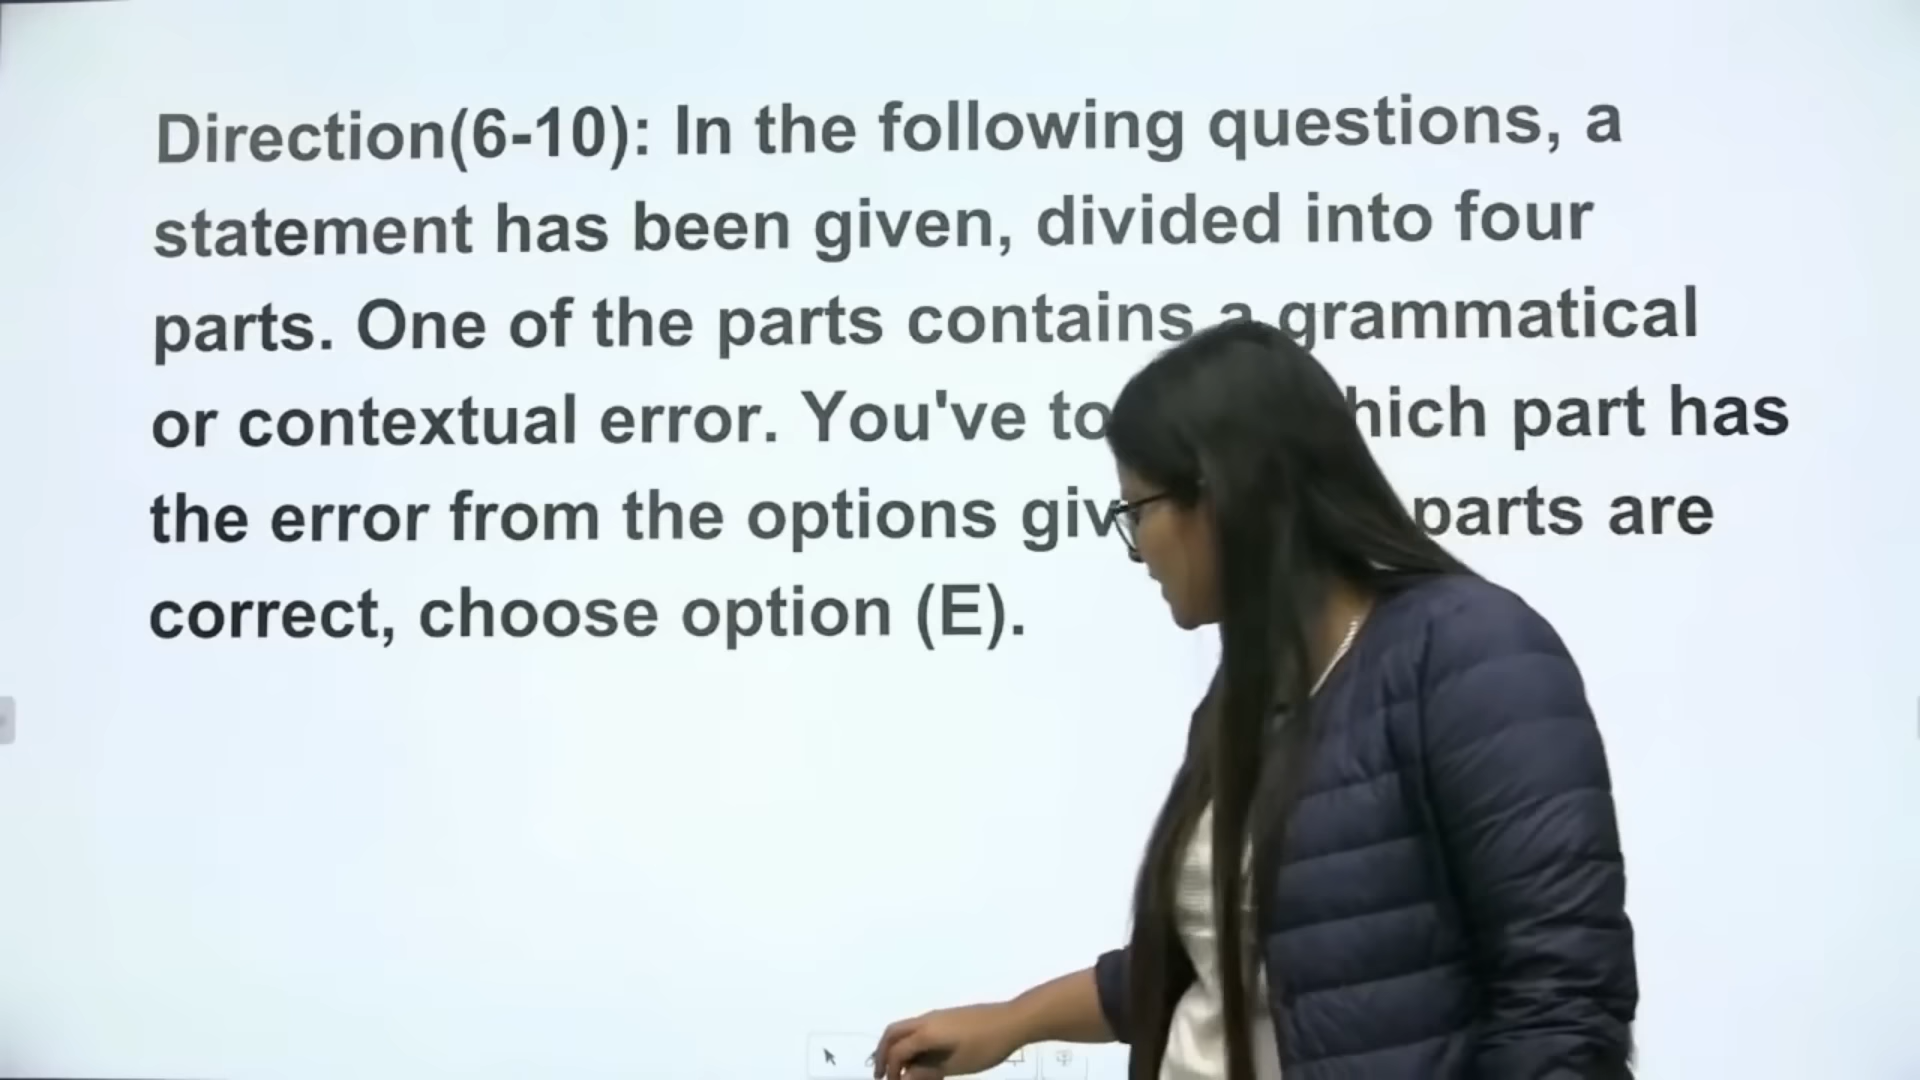 Direction(6-10): In the following questions, a
statement has been given, divided into four
parts. One of the parts contains a grammatical
or contextual error. You've to part has
the error from the options parts are
correct, choose option (E).